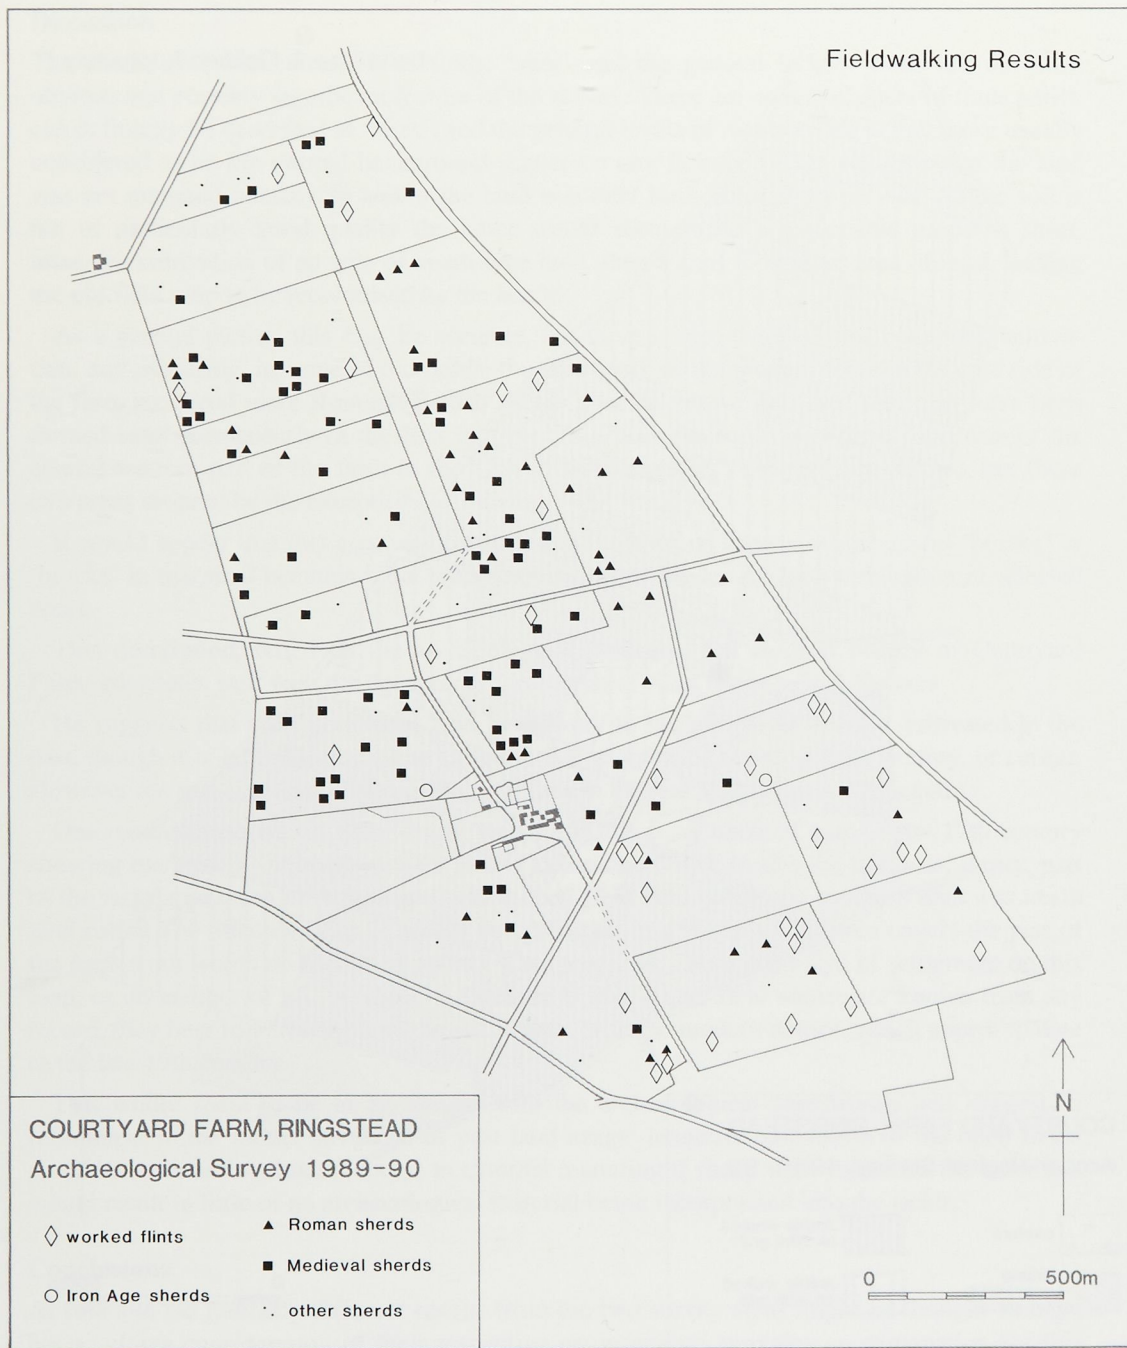 Fieldwalking Results
COURTYARD FARM, RINGSTEAD
Archaeological Survey 1989-90
worked flints
Iron Age sherds
Roman sherds
Medieval sherds
other sherds
N
0 500m